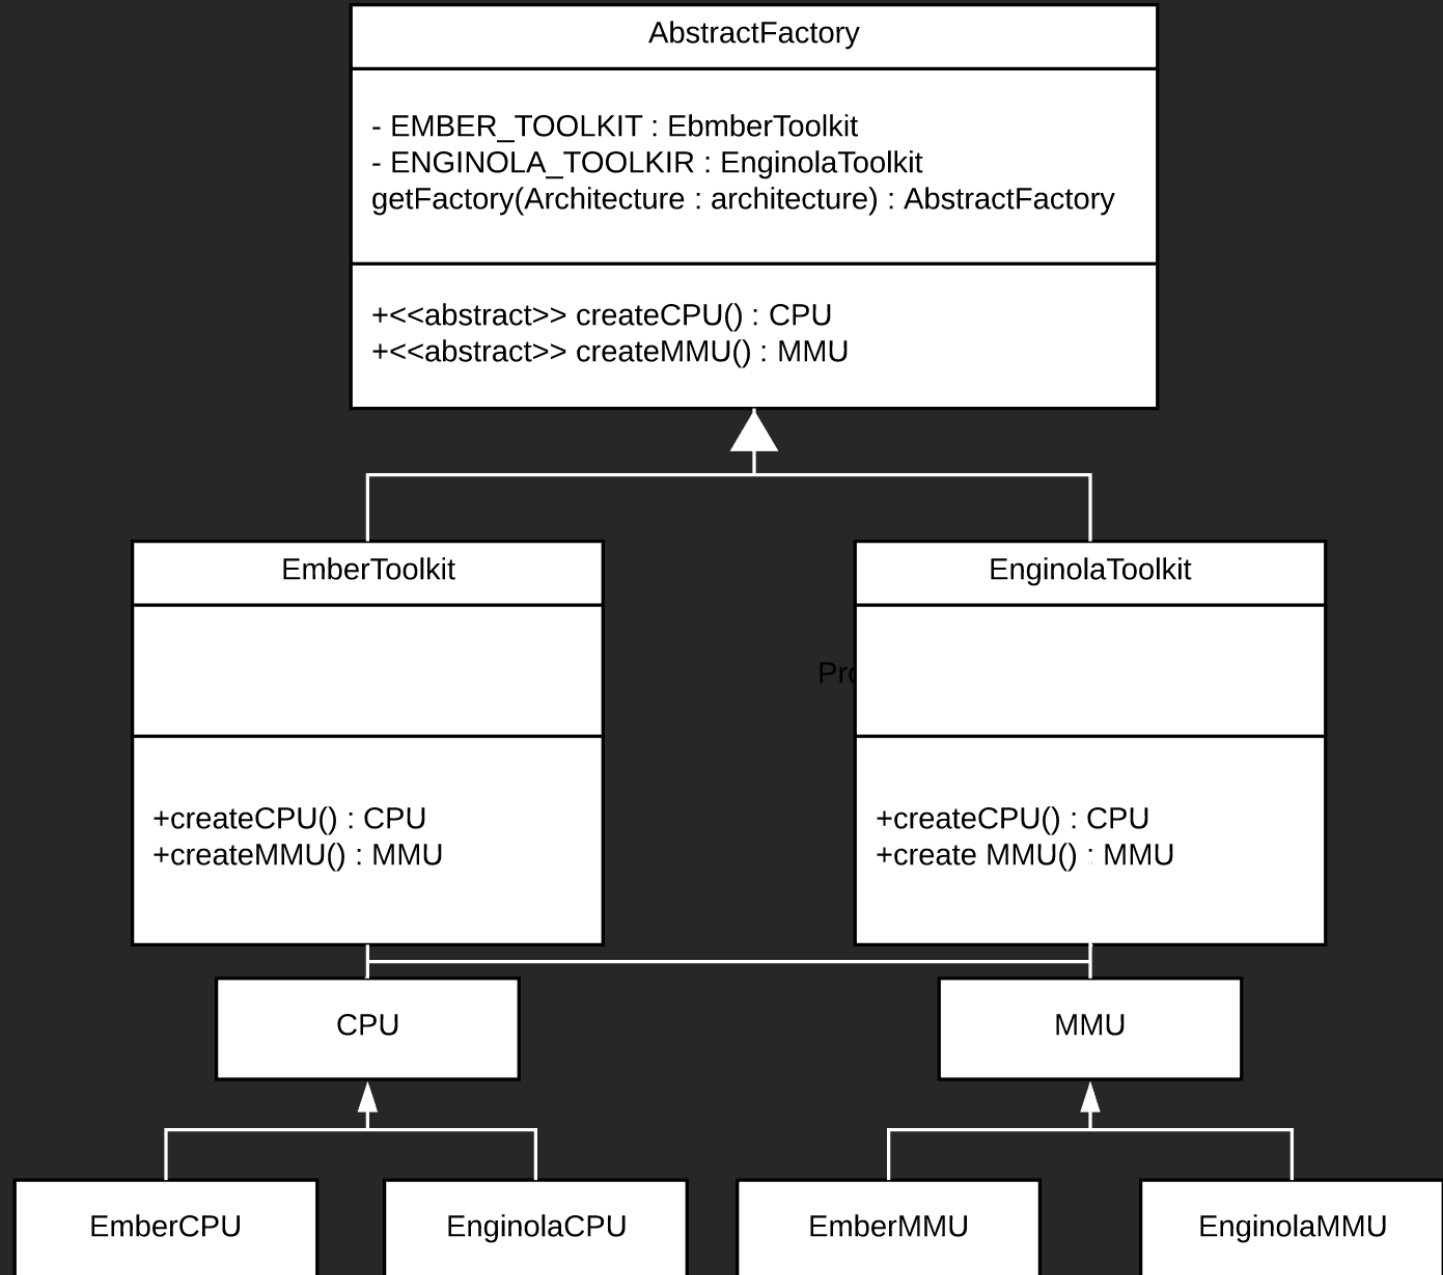 AbstractFactory
- EMBER_TOOLKIT : EbmberToolkit
- ENGINOLA_TOOLKIR : EnginolaToolkit
getFactory(Architecture : architecture) : AbstractFactory
+<<abstract>> createCPU() : CPU
+<<abstract>> createMMU() : MMU
EmberToolkit
EnginolaToolkit
+createCPU() : CPU
+createMMU() : MMU
+createCPU() : CPU
+create MMU() : MMU
CPU
MMU
EmberCPU
EnginolaCPU
EmberMMU
EnginolaMMU